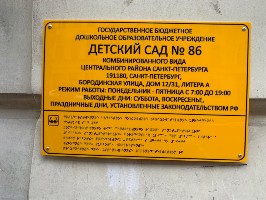 ГОСУДАРСТВЕННОЕ БЮДЖЕТНОЕ
ДОШКОЛЬНОЕ ОБРАЗОВАТЕЛЬНОЕ УЧРЕЖДЕНИЕ
ДЕТСКИЙ САД № 86
КОМБИНИРОВАННОГО ВИДА
ЦЕНТРАЛЬНОГО РАЙОНА САНКТ-ПЕТЕРБУРГА
191180, САНКТ-ПЕТЕРБУРГ,
БОРОДИНСКАЯ УЛИЦА, ДОМ 12/31, ЛИТЕРА А
РЕЖИМ РАБОТЫ: ПОНЕДЕЛЬНИК - ПЯТНИЦА С 7:00 ДО 19:00
ВЫХОДНЫЕ ДНИ: СУББОТА, ВОСКРЕСЕНЬЕ,
ПРАЗДНИЧНЫЕ ДНИ, УСТАНОВЛЕННЫЕ ЗАКОНОДАТЕЛЬСТВОМ РФ